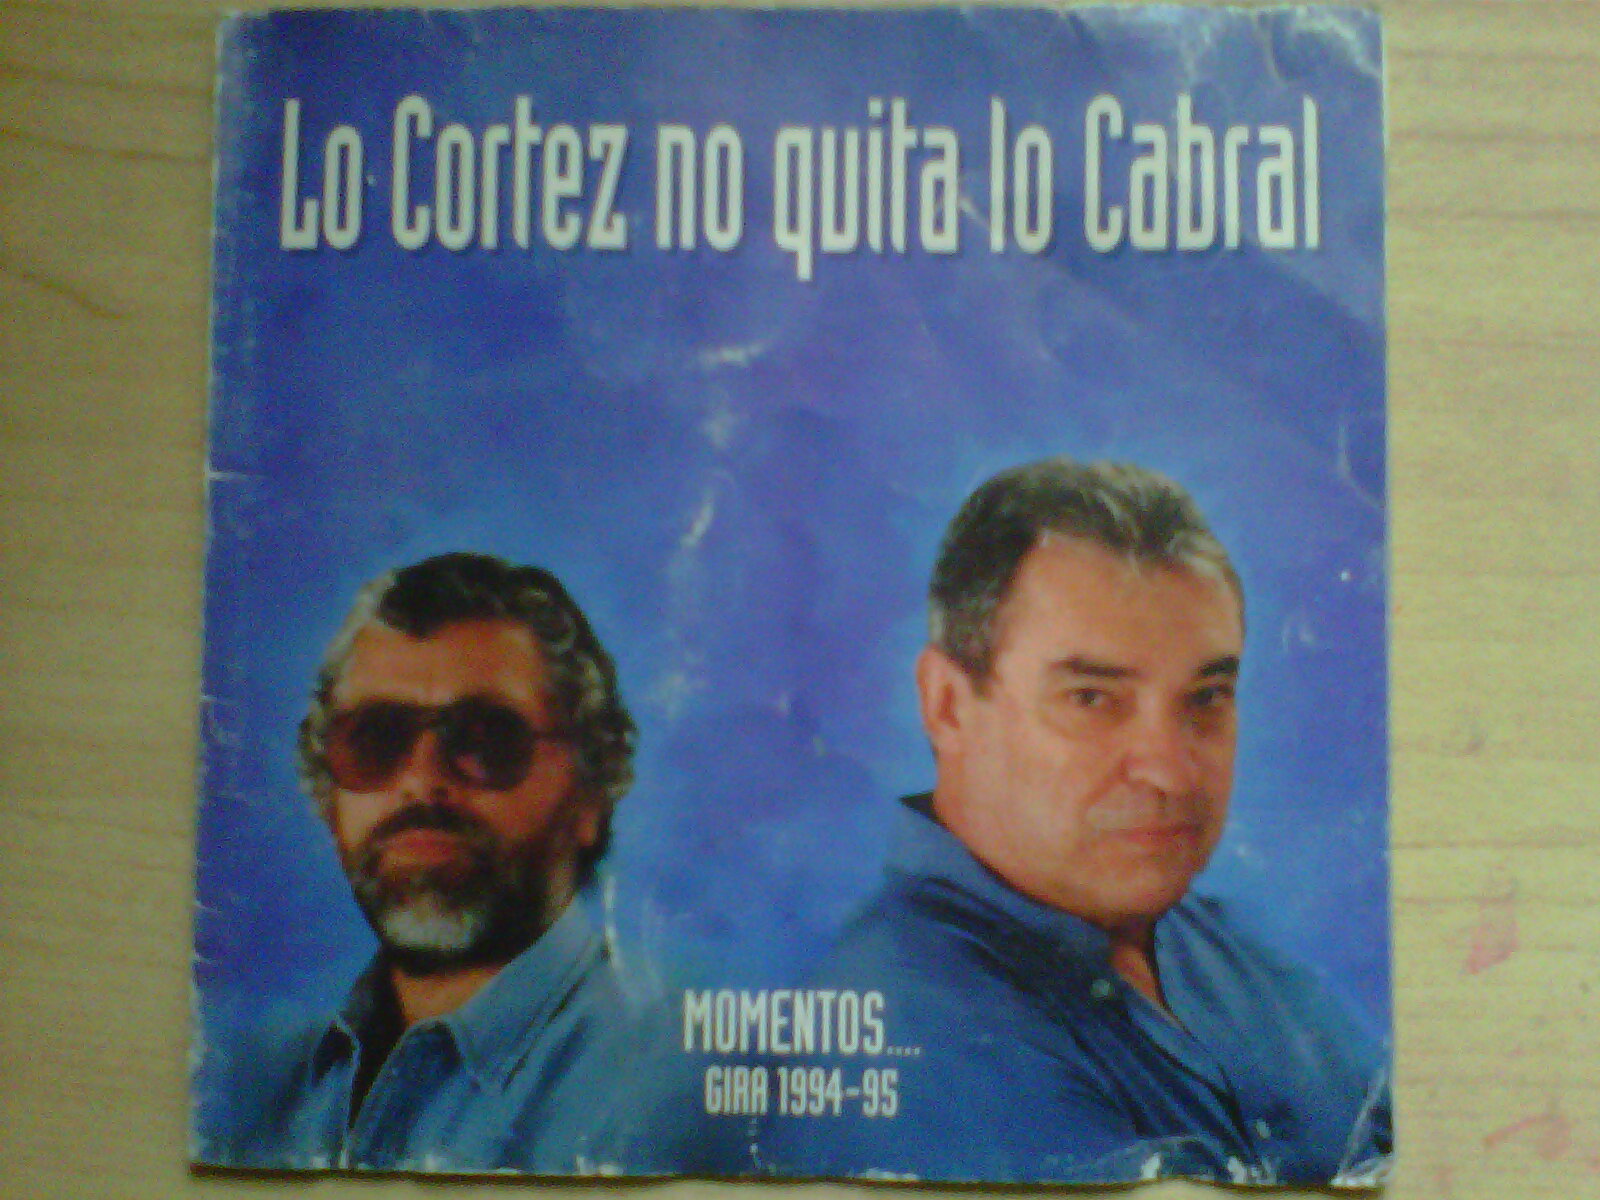 Lo Cortez no quita lo Cabral
MOMENTOS....
GIRA 1994-95